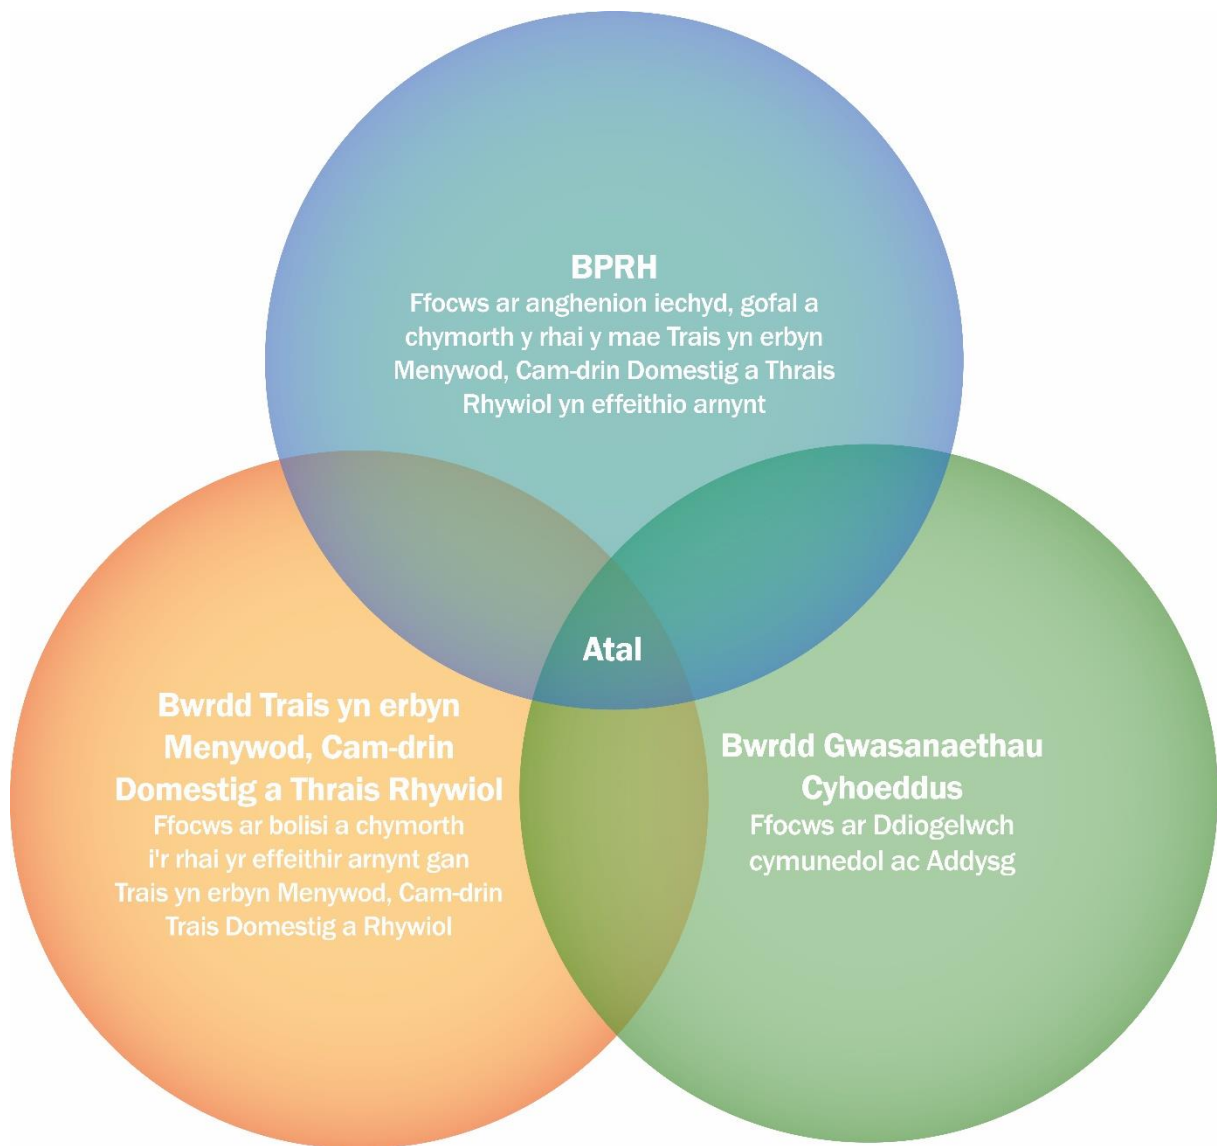 BPRH
Ffocws ar anghenion iechyd, gofal a
chymorth y rhai y mae Trais yn erbyn
Menywod, Cam-drin Domestig a Thrais
Rhywiol yn effeithio arnynt
Atal
Bwrdd Trais yn erbyn
Menywod, Cam-drin
Domestig a Thrais Rhywiol
Ffocws ar bolisi a chymorth
i'r rhai yr effeithir arnynt gan
Trais yn erbyn Menywod, Cam-drin
Trais Domestig a Rhywiol
Bwrdd Gwasanaethau
Cyhoeddus
Ffocws ar Ddiogelwch
cymunedol ac Addysg